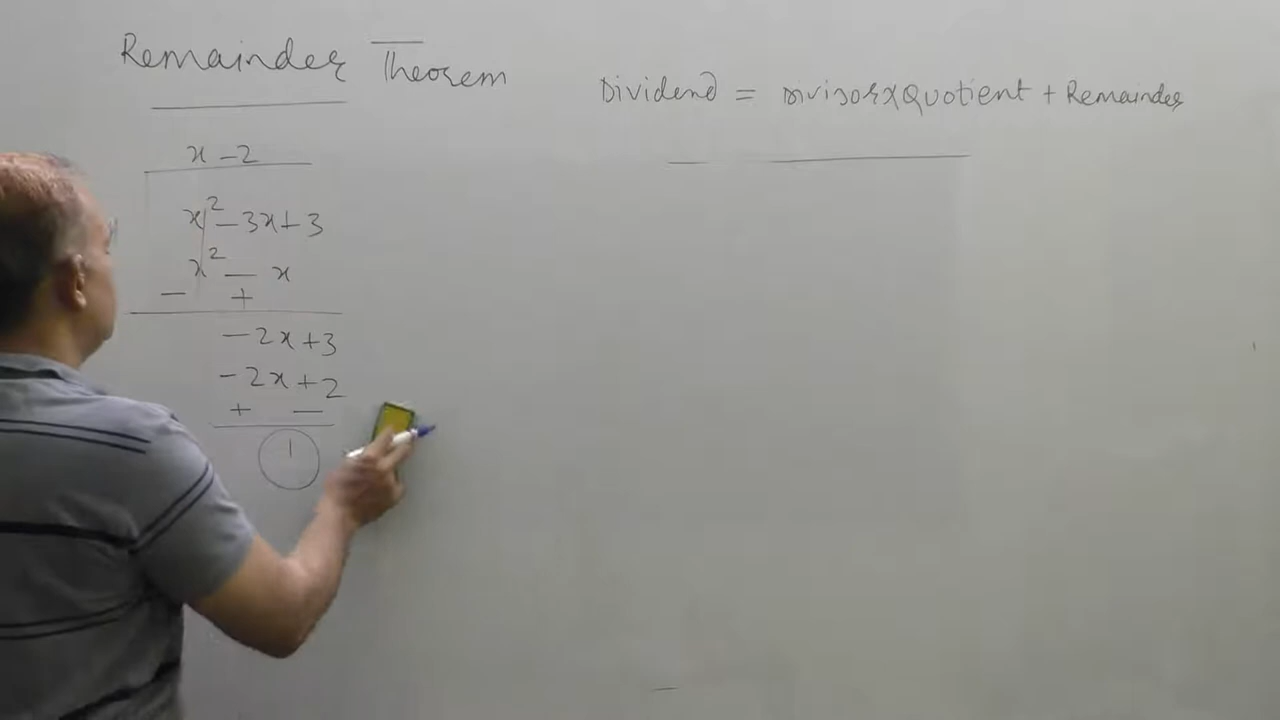 Remainder Theorem
Dividend = Divisor x Quotient + Remainder
x - 2
x² - 3x + 3
x² - x
- +
- 2x + 3
- 2x + 2
+ -
1